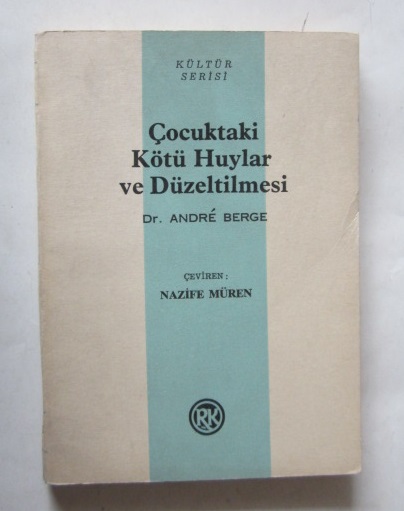 KÜLTÜR
SERİSİ
Çocuktaki
Kötü Huylar
ve Düzeltilmesi
Dr. ANDRÉ BERGE
ÇEVİREN:
NAZİFE MÜREN
RK